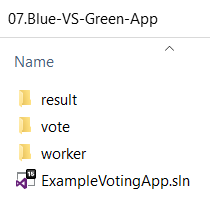 07.Blue-VS-Green-App
Name
result
vote
worker
ExampleVotingApp.sln